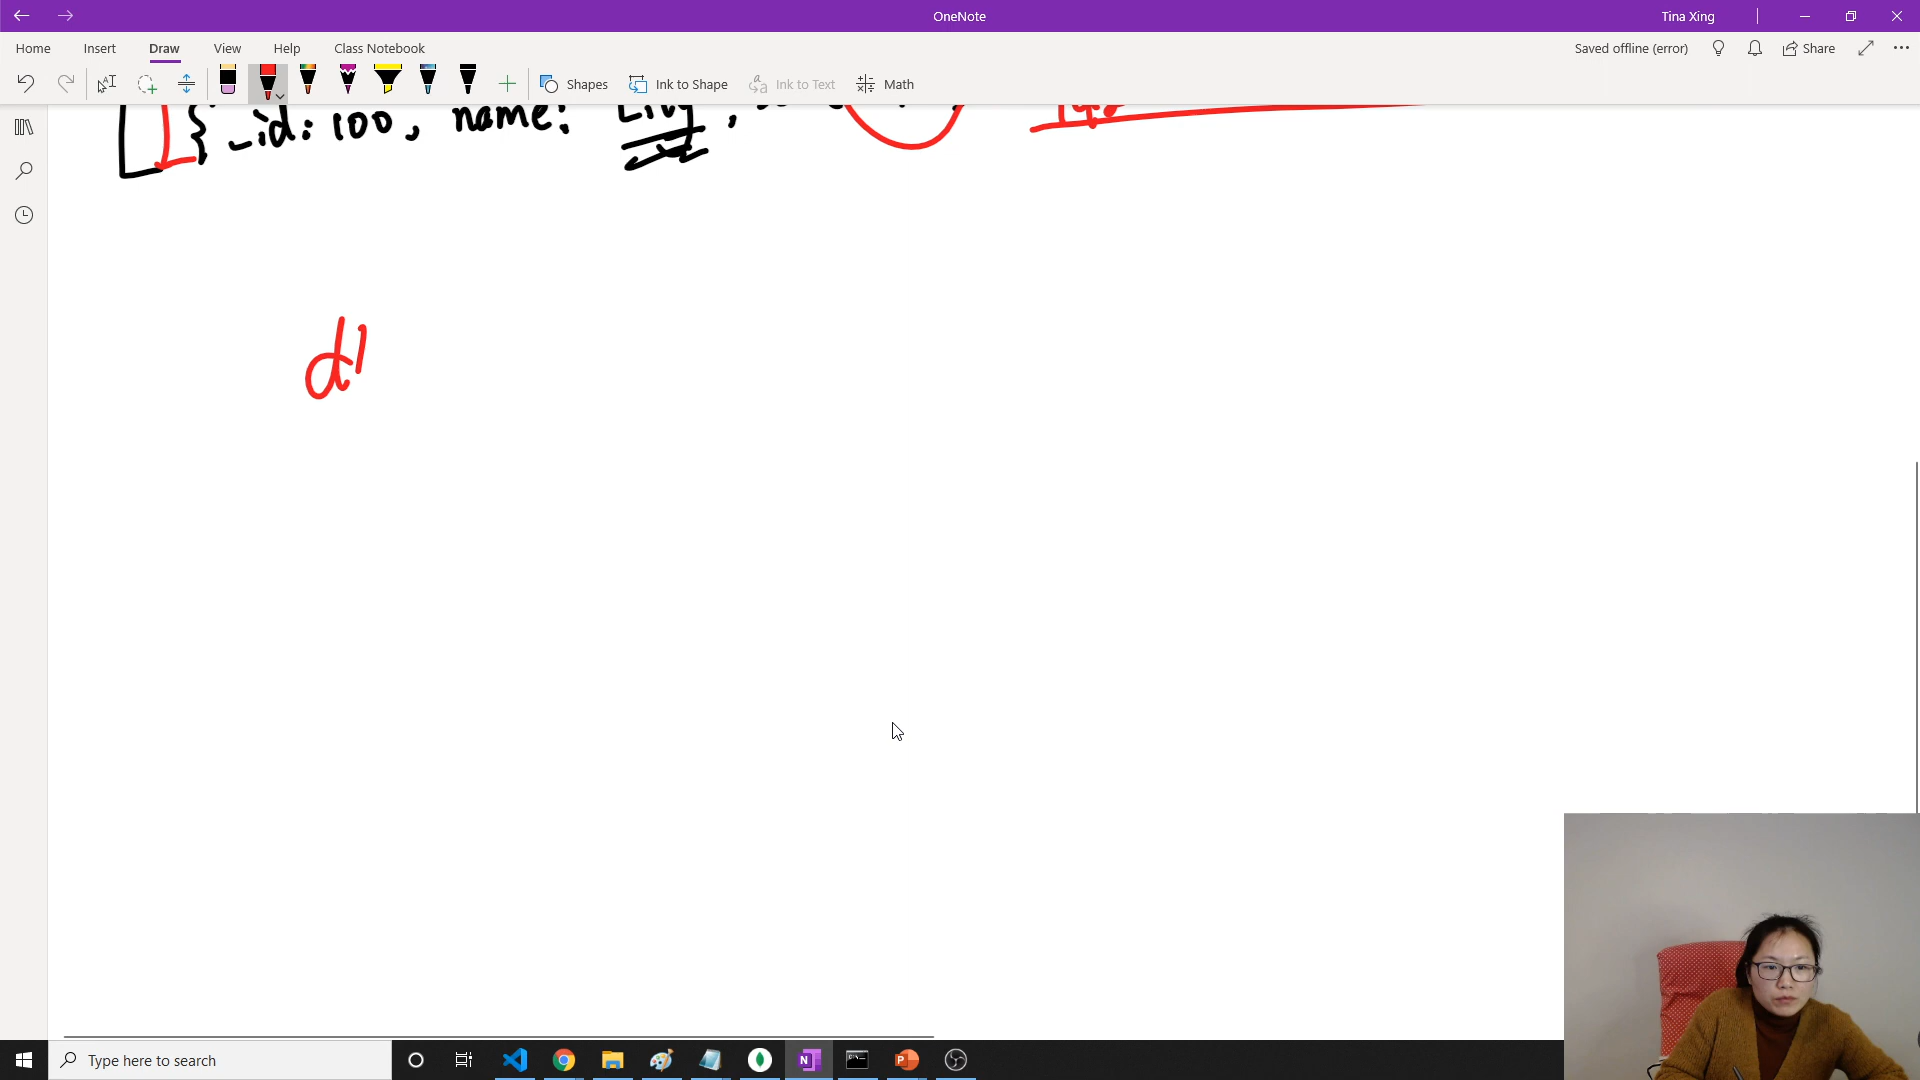 OneNote
Tina Xing
Home Insert Draw View Help Class Notebook
Saved offline (error)
Share
Shapes
Ink to Shape
Ink to Text
Math
} _id: 100, name:
d
Type here to search